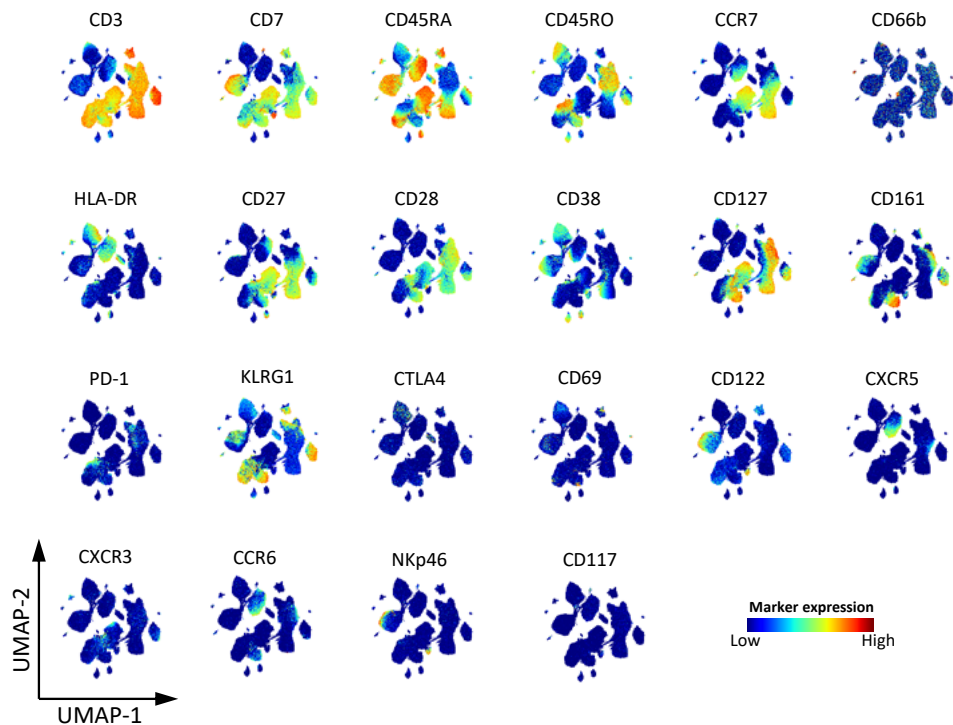 CD3 CD7 CD45RA CD45RO CCR7 CD66b
HLA-DR CD27 CD28 CD38 CD127 CD161
PD-1 KLRG1 CTLA4 CD69 CD122 CXCR5
CXCR3 CCR6 NKp46 CD117
Marker expression
Low High
UMAP-2
UMAP-1